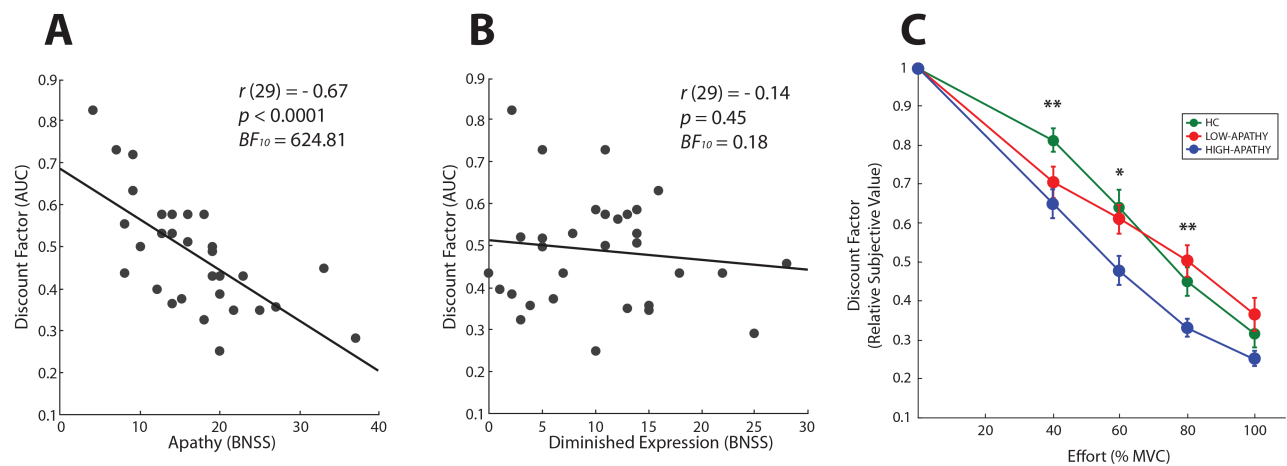 A
B
C
r (29) = - 0.67
p < 0.0001
BF₁₀ = 624.81
0.9
0.8
0.7
0.6
0.5
0.4
0.3
0.2
0.1
0
10
20
30
40
Discount Factor (AUC)
Apathy (BNSS)
r (29) = - 0.14
p = 0.45
BF₁₀ = 0.18
0.9
0.8
0.7
0.6
0.5
0.4
0.3
0.2
0.1
0
5
10
15
20
25
30
Discount Factor (AUC)
Diminished Expression (BNSS)
1
0.9
0.8
0.7
0.6
0.5
0.4
0.3
0.2
0.1
20
40
60
80
100
**
*
**
HC
LOW-APATHY
HIGH-APATHY
Discount Factor
(Relative Subjective Value)
Effort (% MVC)